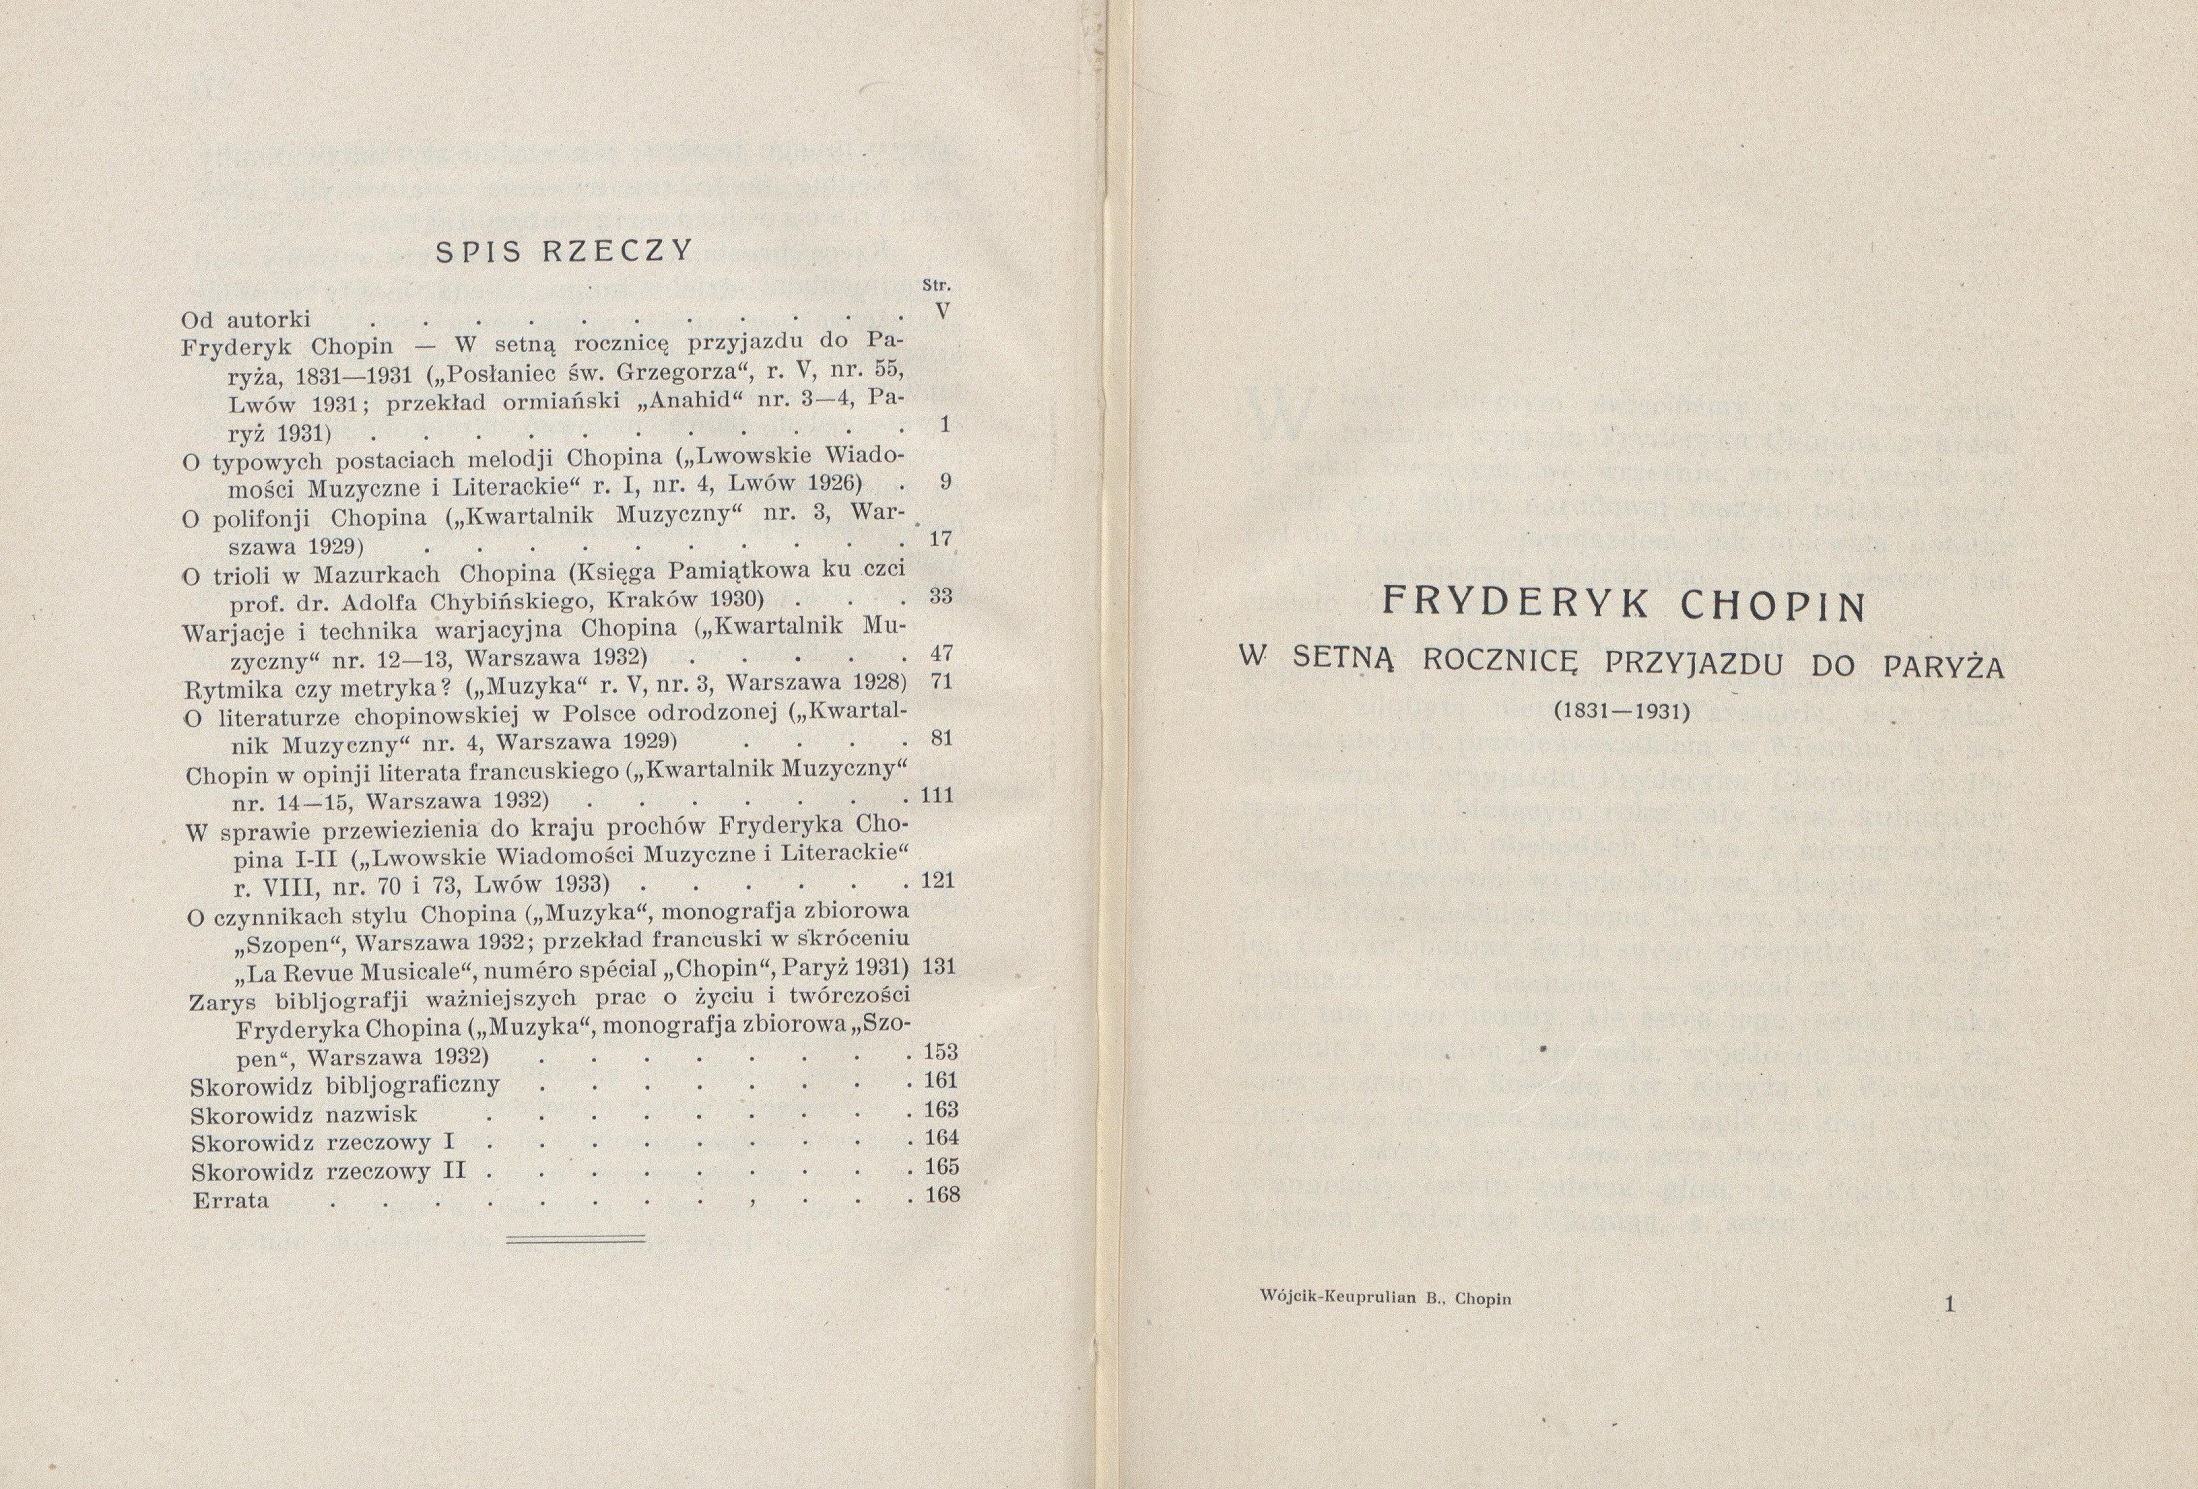 SPIS RZECZY
Str.
Od autorki . . . . . . . . . . . V
Fryderyk Chopin — W setną rocznicę przyjazdu do Pa-
ryża, 1831—1931 („Posłaniec św. Grzegorza“, r. V, nr. 55,
Lwów 1931; przekład ormiański „Anahid“ nr. 3—4, Pa-
ryż 1931) . . . . . . . . . . . 1
O typowych postaciach melodji Chopina („Lwowskie Wiado-
mości Muzyczne i Literackie“ r. I, nr. 4, Lwów 1926) . 9
O polifonji Chopina („Kwartalnik Muzyczny“ nr. 3, War-
szawa 1929) . . . . . . . . . . 17
O trioli w Mazurkach Chopina (Księga Pamiątkowa ku czci
prof. dr. Adolfa Chybińskiego, Kraków 1930) . . . 33
Warjacje i technika warjacyjna Chopina („Kwartalnik Mu-
zyczny“ nr. 12—13, Warszawa 1932) . . . . . 47
Rytmika czy metryka? („Muzyka“ r. V, nr. 3, Warszawa 1928) 71
O literaturze chopinowskiej w Polsce odrodzonej („Kwartal-
nik Muzyczny“ nr. 4, Warszawa 1929) . . . . 81
Chopin w opinji literata francuskiego („Kwartalnik Muzyczny“
nr. 14—15, Warszawa 1932) . . . . . . . 111
W sprawie przewiezienia do kraju prochów Fryderyka Cho-
pina I-II („Lwowskie Wiadomości Muzyczne i Literackie“
r. VIII, nr. 70 i 73, Lwów 1933) . . . . . . 121
O czynnikach stylu Chopina („Muzyka“, monografja zbiorowa
„Szopen“, Warszawa 1932; przekład francuski w skróceniu
„La Revue Musicale“, numéro spécial „Chopin“, Paryż 1931) 131
Zarys bibljografji ważniejszych prac o życiu i twórczości
Fryderyka Chopina („Muzyka“, monografja zbiorowa „Szo-
pen“, Warszawa 1932) . . . . . . . . 153
Skorowidz bibljograficzny . . . . . . . . 161
Skorowidz nazwisk . . . . . . . . . 163
Skorowidz rzeczowy I . . . . . . . . . 164
Skorowidz rzeczowy II . . . . . . . . . 165
Errata . . . . . . . . , . . . 168
FRYDERYK CHOPIN
W SETNĄ ROCZNICĘ PRZYJAZDU DO PARYŻA
(1831—1931)
Wójcik-Keuprulian B., Chopin 1